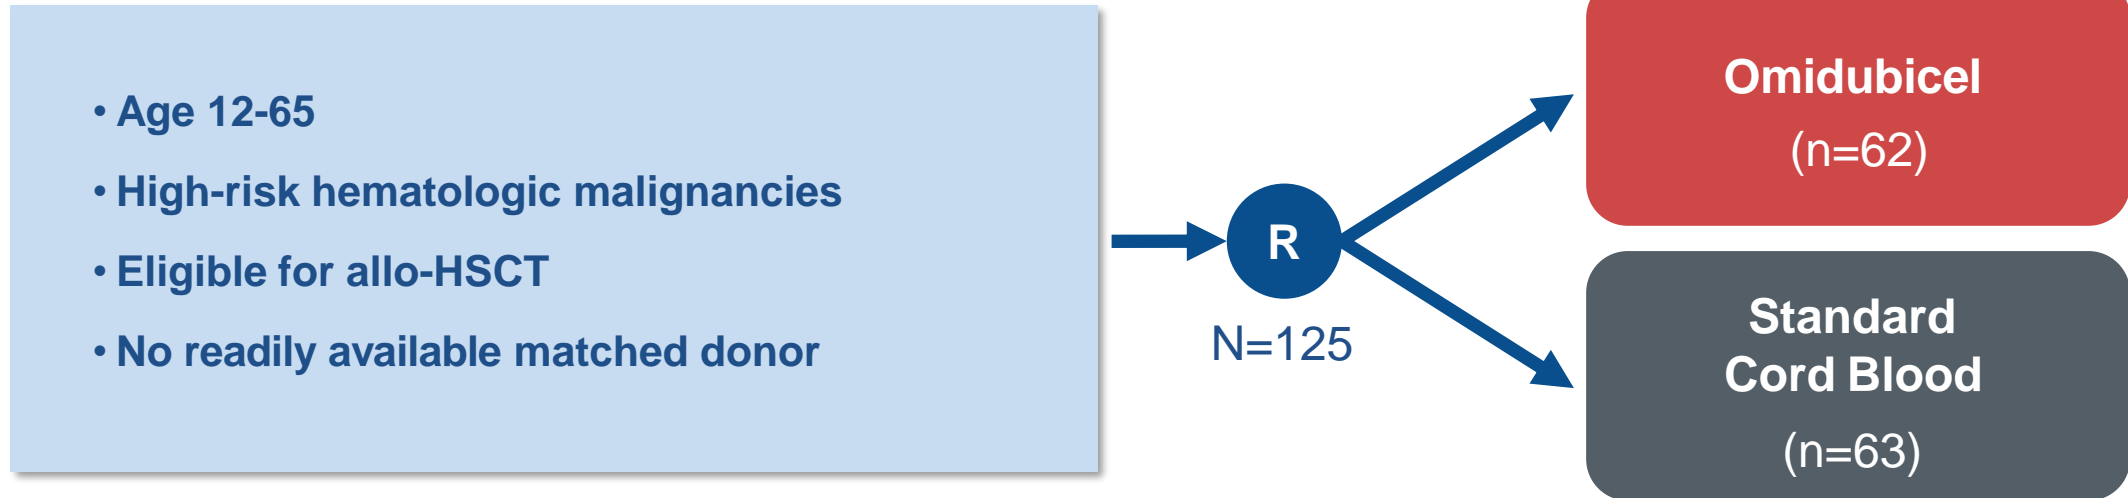 • Age 12-65
• High-risk hematologic malignancies
• Eligible for allo-HSCT
• No readily available matched donor
R
N=125
Omidubicel
(n=62)
Standard
Cord Blood
(n=63)